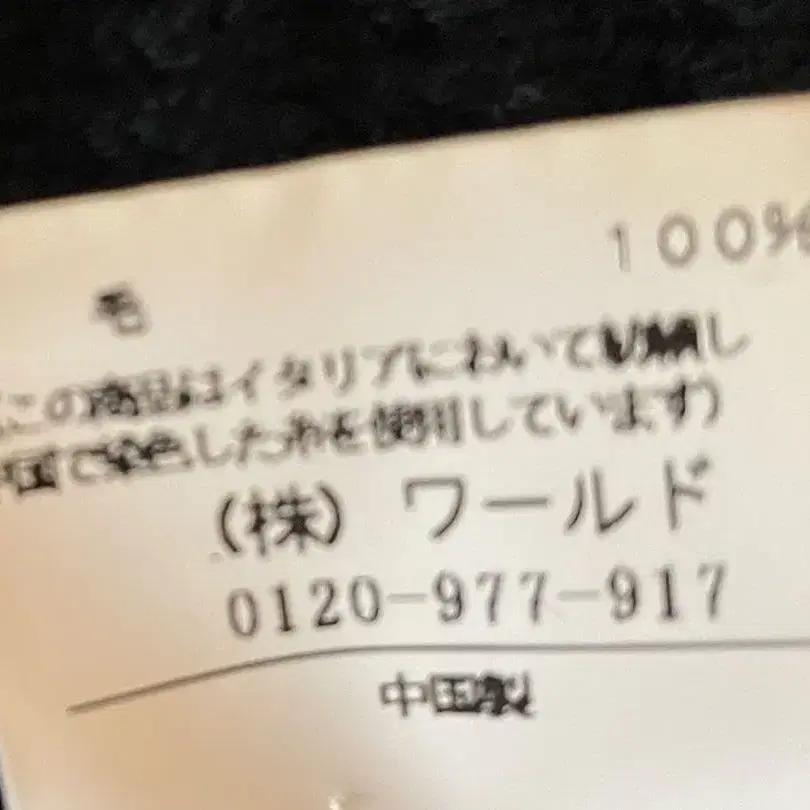 毛 100%
(この商品はイタリアにおいて紡績し
中国で染色した糸を使用しています)
(株) ワールド
0120-977-917
中国製